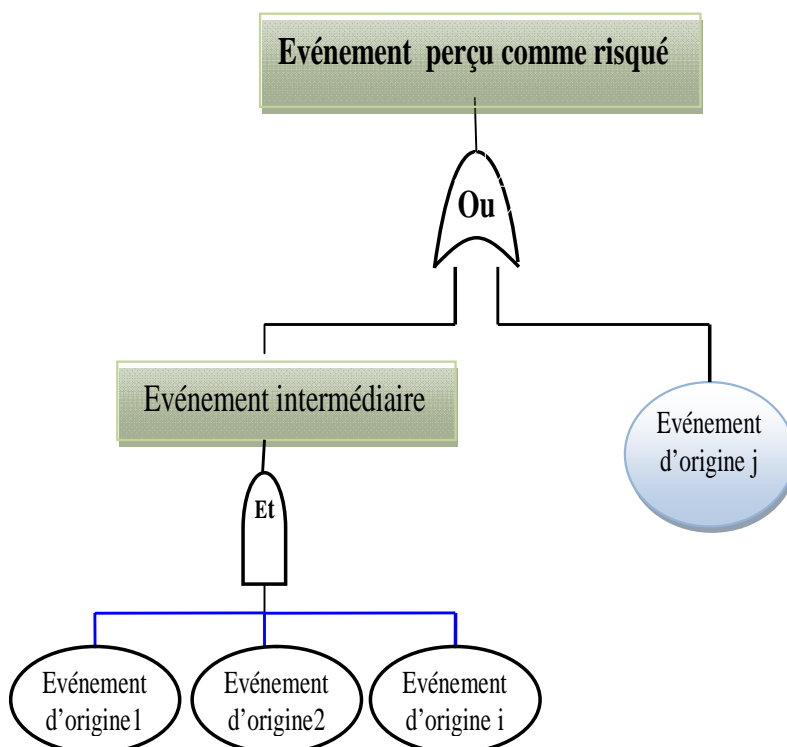 Evénement perçu comme risqué
Ou
Evénement intermédiaire
Evénement
d'origine j
Et
Evénement
d'origine1
Evénement
d'origine2
Evénement
d'origine i